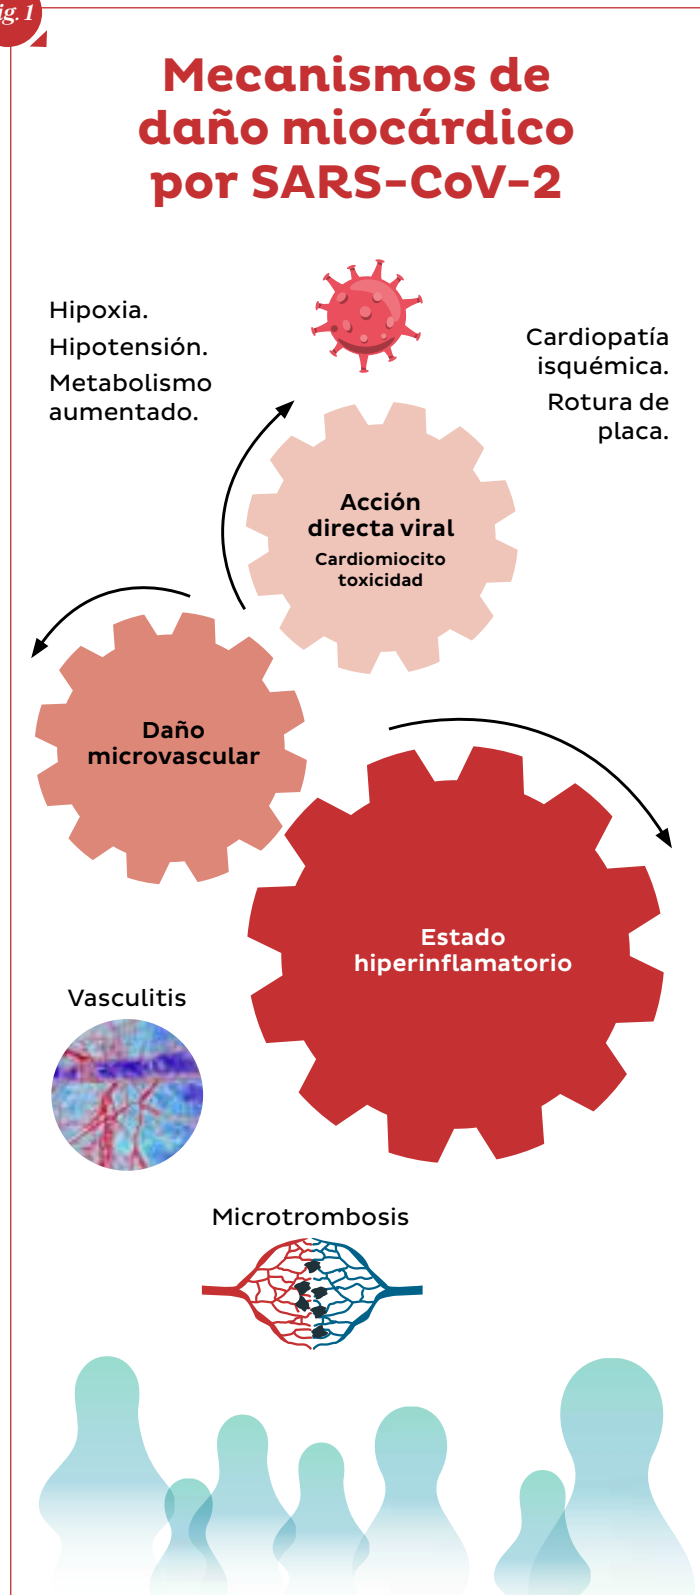 ig. 1
Mecanismos de
daño miocárdico
por SARS-CoV-2
Hipoxia.
Hipotensión.
Metabolismo
aumentado.
Cardiopatía
isquémica.
Rotura de
placa.
Acción
directa viral
Cardiomiocito
toxicidad
Daño
microvascular
Estado
hiperinflamatorio
Vasculitis
Microtrombosis